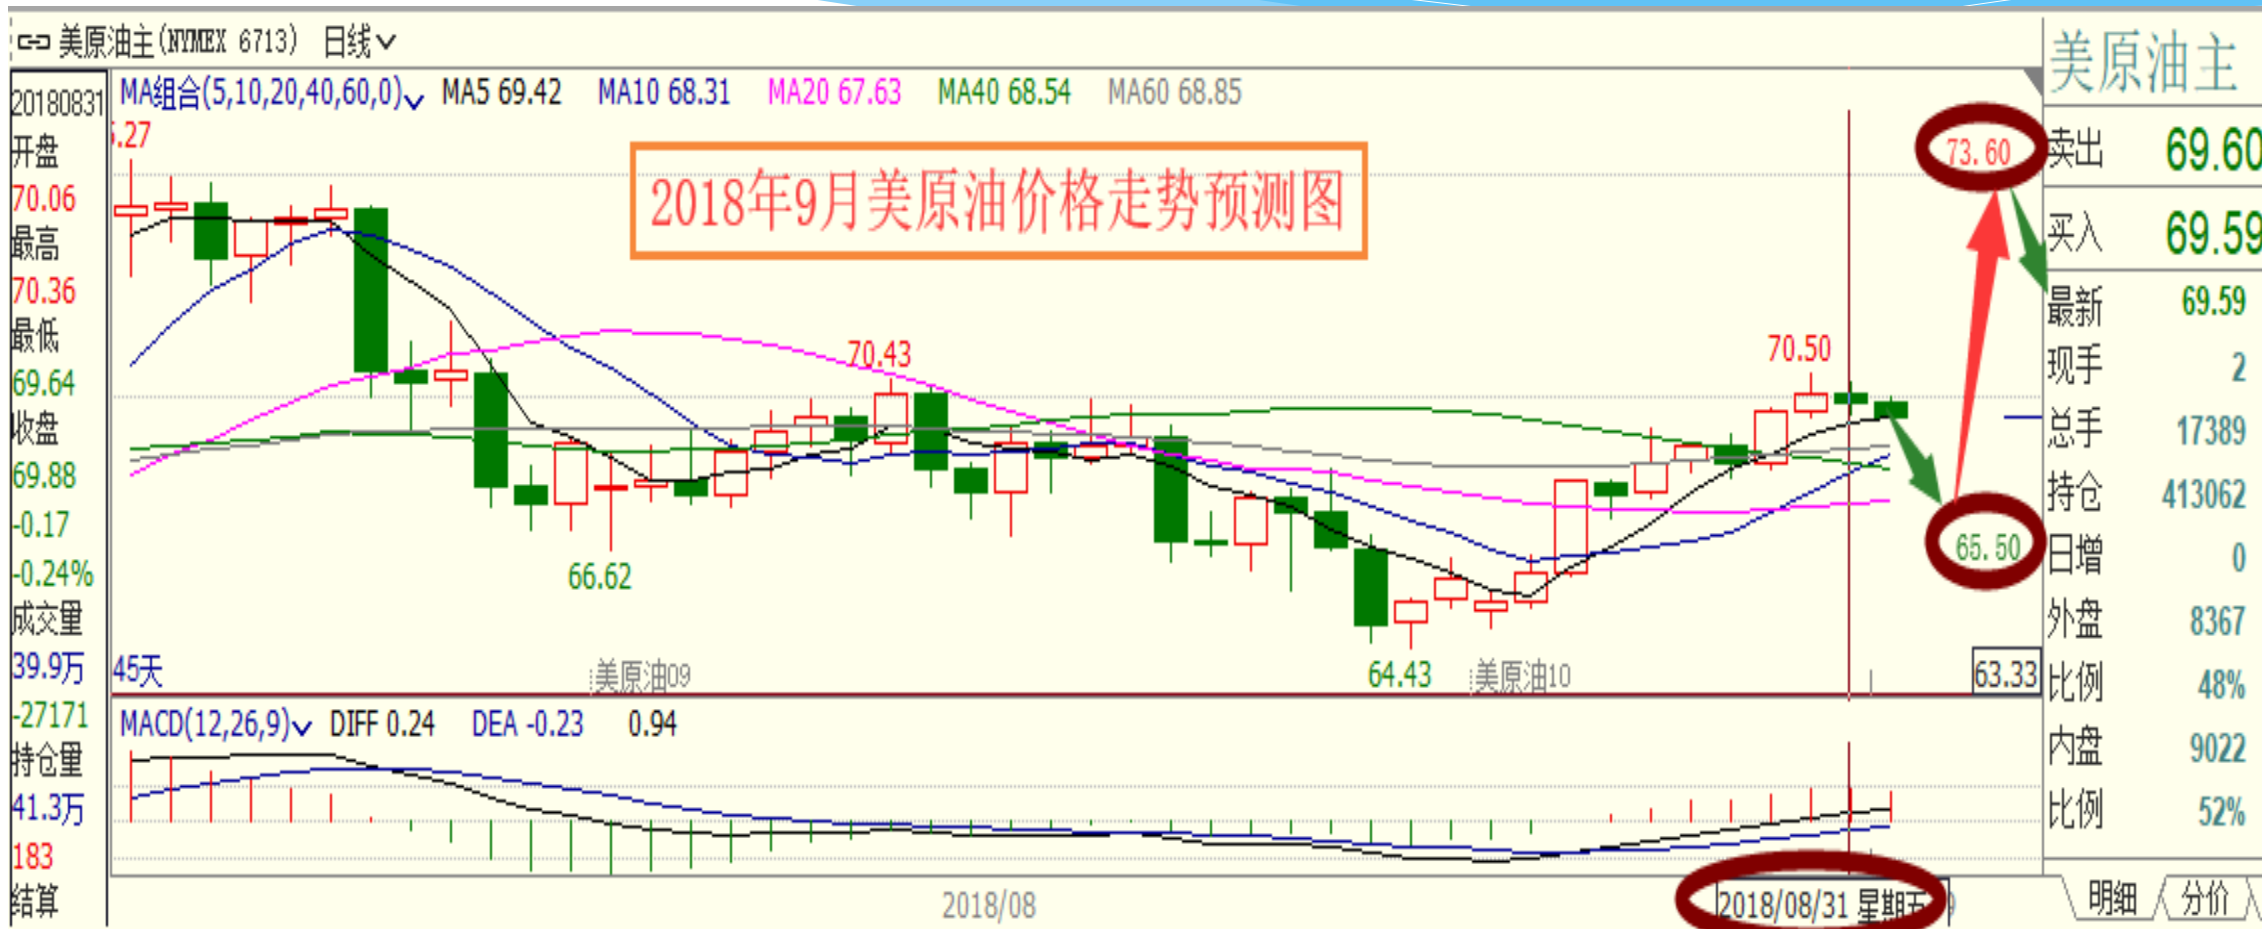 美原油主(NYMEX 6713) 日线
20180831
开盘
70.06
最高
70.36
最低
69.64
收盘
69.88
-0.17
-0.24%
成交量
39.9万
-27171
持仓量
41.3万
183
结算
MA组合(5,10,20,40,60,0) MA5 69.42 MA10 68.31 MA20 67.63 MA40 68.54 MA60 68.85
5.27
2018年9月美原油价格走势预测图
73.60
70.43
70.50
66.62
65.50
64.43
45天
美原油09
美原油10
63.33
MACD(12,26,9) DIFF 0.24 DEA -0.23 0.94
2018/08
2018/08/31 星期五
美原油主
卖出 69.60
买入 69.59
最新 69.59
现手 2
总手 17389
持仓 413062
日增 0
外盘 8367
比例 48%
内盘 9022
比例 52%
明细 分价